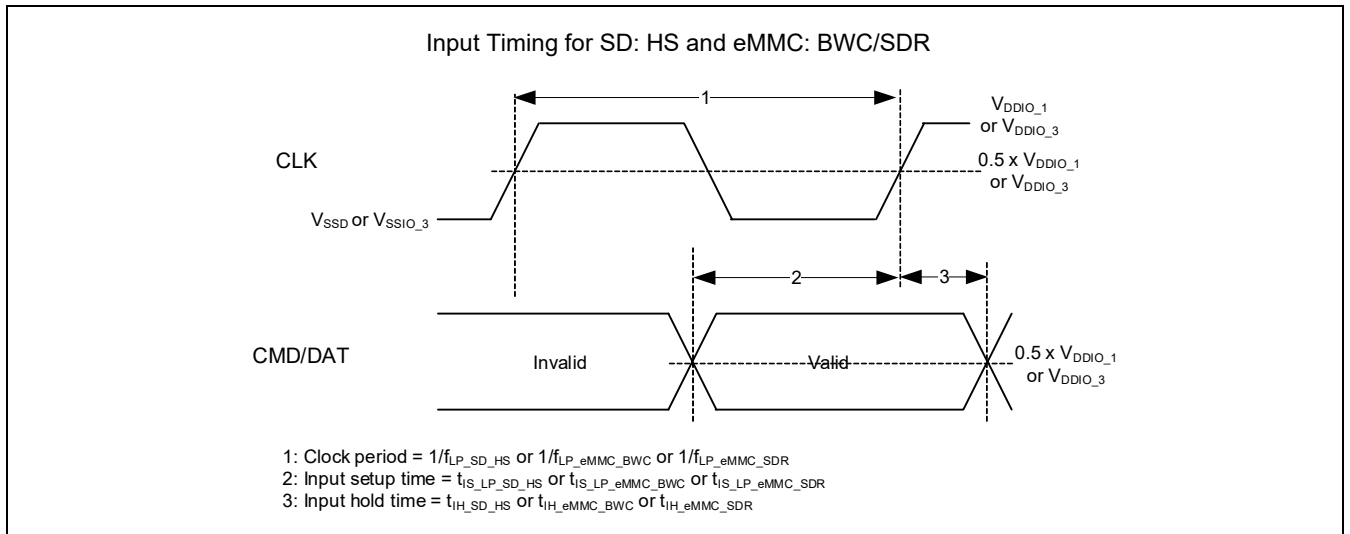 Input Timing for SD: HS and eMMC: BWC/SDR
1
VDDIO_1
or VDDIO_3
CLK
0.5 x VDDIO_1
or VDDIO_3
VSSD or VSSIO_3
2
3
CMD/DAT
Invalid
Valid
0.5 x VDDIO_1
or VDDIO_3
1: Clock period = 1/fLP_SD_HS or 1/fLP_eMMC_BWC or 1/fLP_eMMC_SDR
2: Input setup time = tIS_LP_SD_HS or tIS_LP_eMMC_BWC or tIS_LP_eMMC_SDR
3: Input hold time = tIH_SD_HS or tIH_eMMC_BWC or tIH_eMMC_SDR